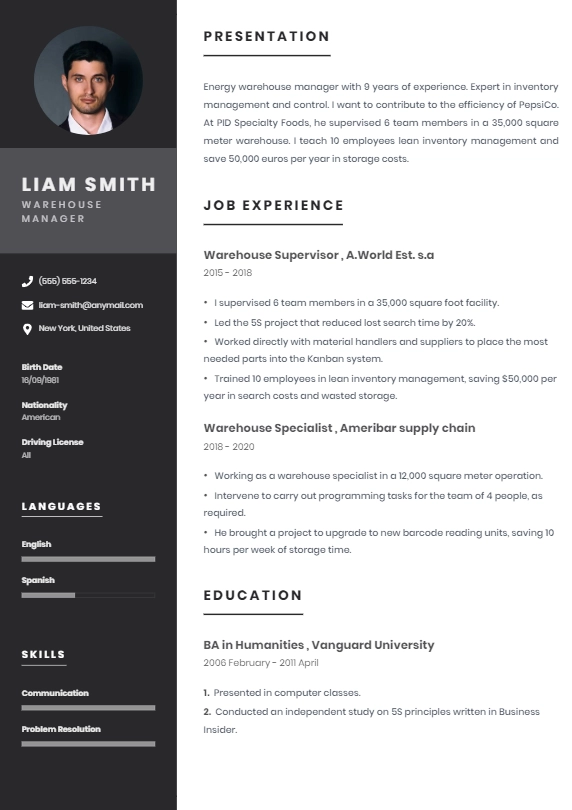 LIAM SMITH
WAREHOUSE
MANAGER
(555) 555-1234
liam-smith@anymail.com
New York, United States
Birth Date
16/09/1981
Nationality
American
Driving License
All
LANGUAGES
English
Spanish
SKILLS
Communication
Problem Resolution
PRESENTATION
Energy warehouse manager with 9 years of experience. Expert in inventory
management and control. I want to contribute to the efficiency of PepsiCo.
At PID Specialty Foods, he supervised 6 team members in a 35,000 square
meter warehouse. I teach 10 employees lean inventory management and
save 50,000 euros per year in storage costs.
JOB EXPERIENCE
Warehouse Supervisor , A.World Est. s.a
2015 - 2018
• I supervised 6 team members in a 35,000 square foot facility.
• Led the 5S project that reduced lost search time by 20%.
• Worked directly with material handlers and suppliers to place the most
needed parts into the Kanban system.
• Trained 10 employees in lean inventory management, saving $50,000 per
year in search costs and wasted storage.
Warehouse Specialist , Ameribar supply chain
2018 - 2020
• Working as a warehouse specialist in a 12,000 square meter operation.
• Intervene to carry out programming tasks for the team of 4 people, as
required.
• He brought a project to upgrade to new barcode reading units, saving 10
hours per week of storage time.
EDUCATION
BA in Humanities , Vanguard University
2006 February - 2011 April
1. Presented in computer classes.
2. Conducted an independent study on 5S principles written in Business
Insider.